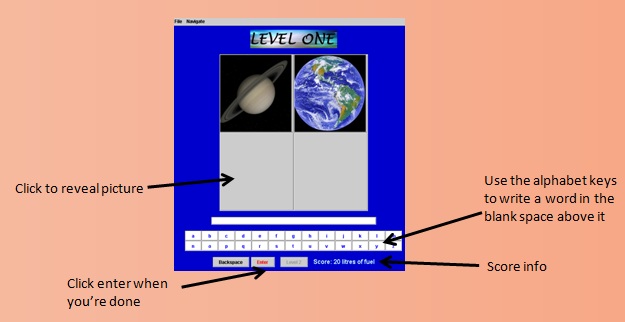 File Navigate
LEVEL ONE
Click to reveal picture
Use the alphabet keys
to write a word in the
blank space above it
a b c d e f g h i j k l m
n o p q r s t u v w x y z
Backspace Enter Level 2 Score: 20 litres of fuel
Score info
Click enter when
you're done